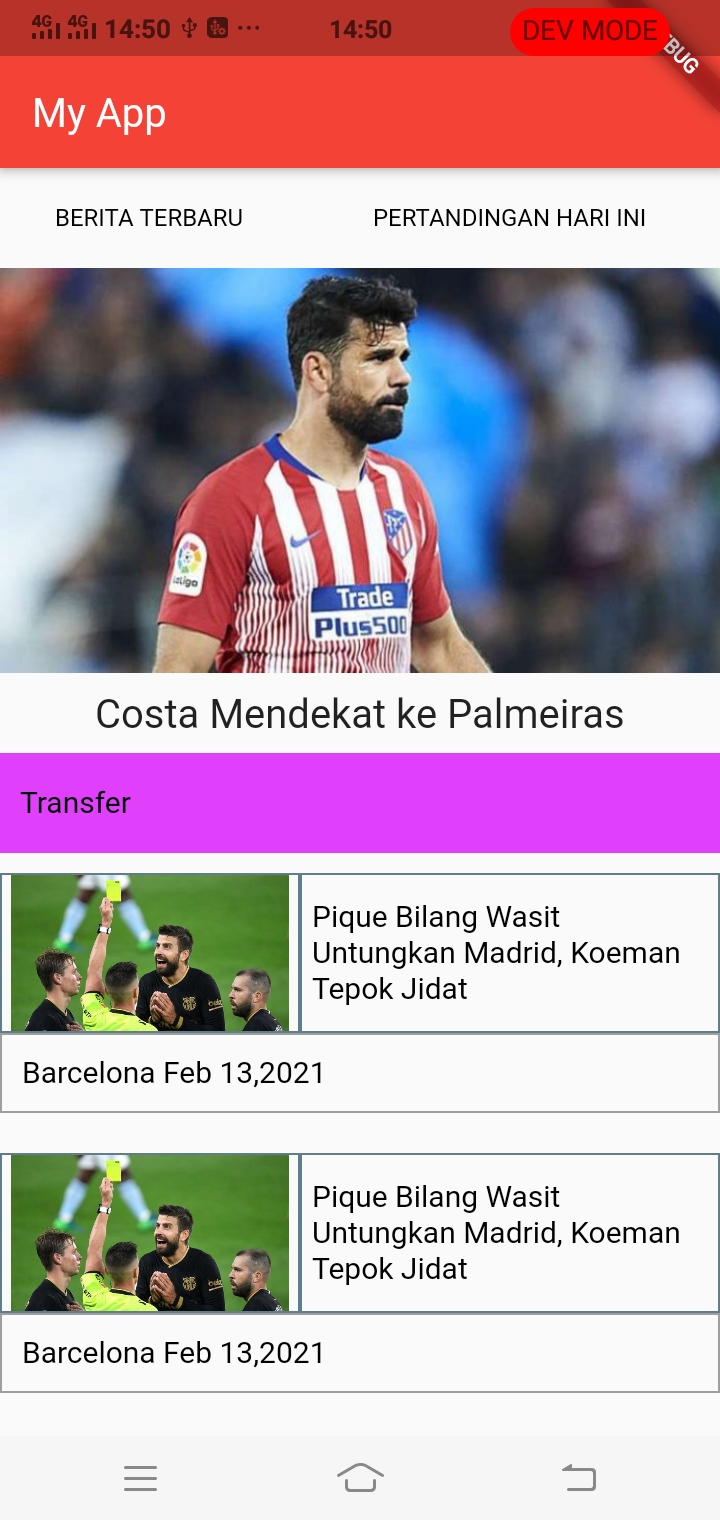 4G 4G 14:50 14:50 DEV MODE
BUG
My App
BERITA TERBARU PERTANDINGAN HARI INI
LaLiga
Trade
Plus500
Costa Mendekat ke Palmeiras
Transfer
Pique Bilang Wasit
Untungkan Madrid, Koeman
Tepok Jidat
Barcelona Feb 13,2021
Pique Bilang Wasit
Untungkan Madrid, Koeman
Tepok Jidat
Barcelona Feb 13,2021